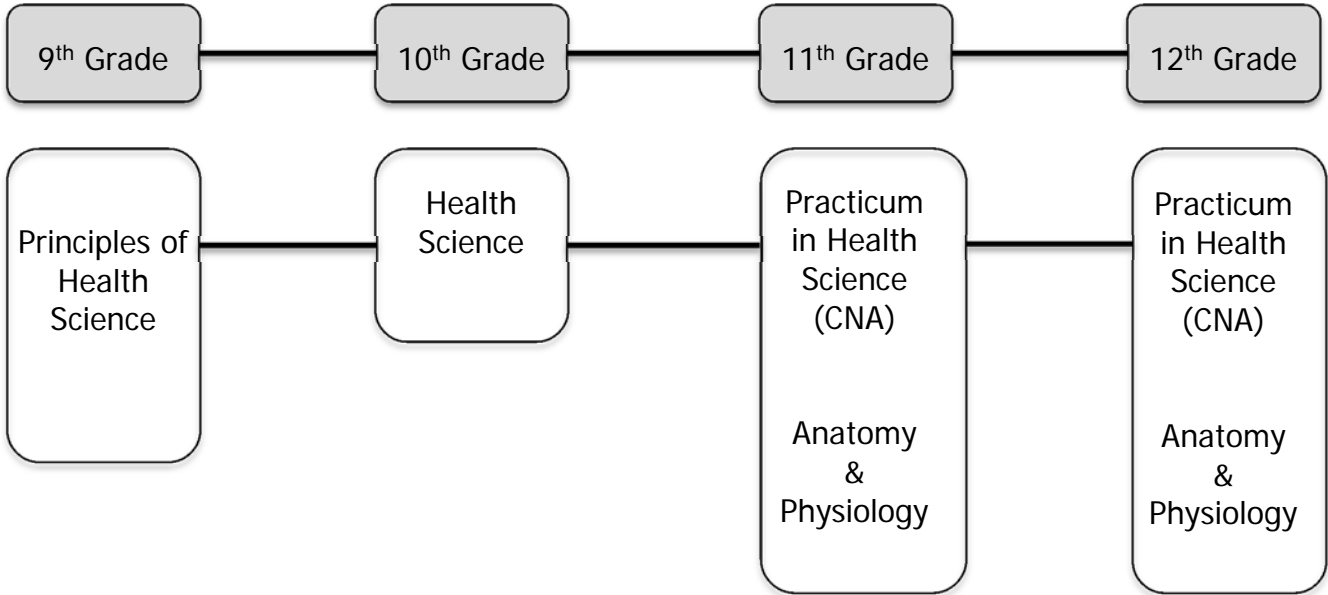 9th Grade
10th Grade
11th Grade
12th Grade
Principles of
Health
Science
Health
Science
Practicum
in Health
Science
(CNA)
Anatomy
&
Physiology
Practicum
in Health
Science
(CNA)
Anatomy
&
Physiology